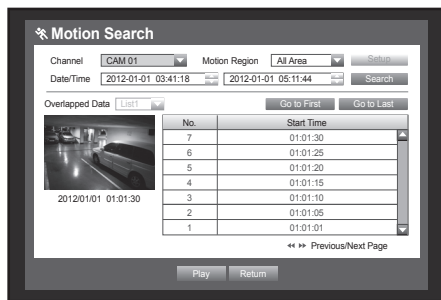 Motion Search
Channel CAM 01 Motion Region All Area Setup
Date/Time 2012-01-01 03:41:18 2012-01-01 05:11:44 Search
Overlapped Data List1 Go to First Go to Last
No. Start Time
7 01:01:30
6 01:01:25
5 01:01:20
4 01:01:15
3 01:01:10
2 01:01:05
1 01:01:01
2012/01/01 01:01:30
Previous/Next Page
Play Return